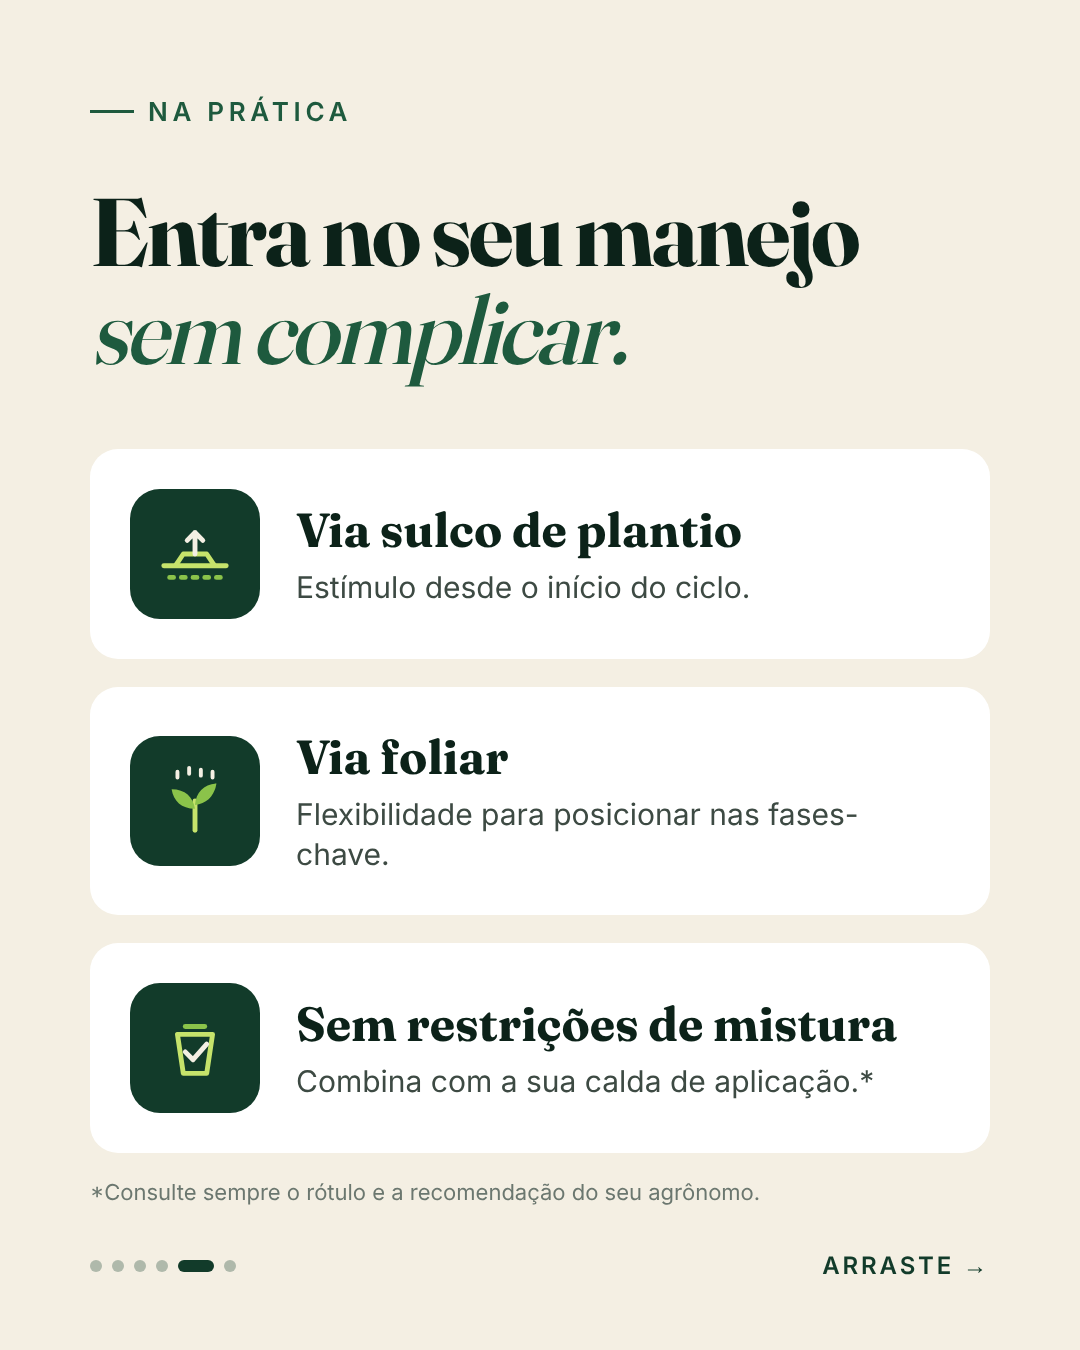 NA PRÁTICA
Entra no seu manejo
sem complicar.
Via sulco de plantio
Estímulo desde o início do ciclo.
Via foliar
Flexibilidade para posicionar nas fases-
chave.
Sem restrições de mistura
Combina com a sua calda de aplicação.*
*Consulte sempre o rótulo e a recomendação do seu agrônomo.
ARRASTE →